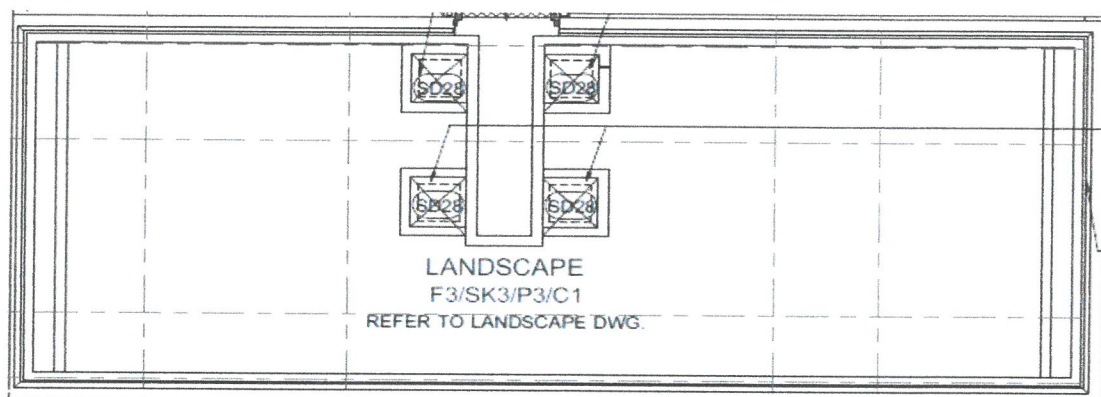 SD28 SD28
SD28 SD28
LANDSCAPE
F3/SK3/P3/C1
REFER TO LANDSCAPE DWG.